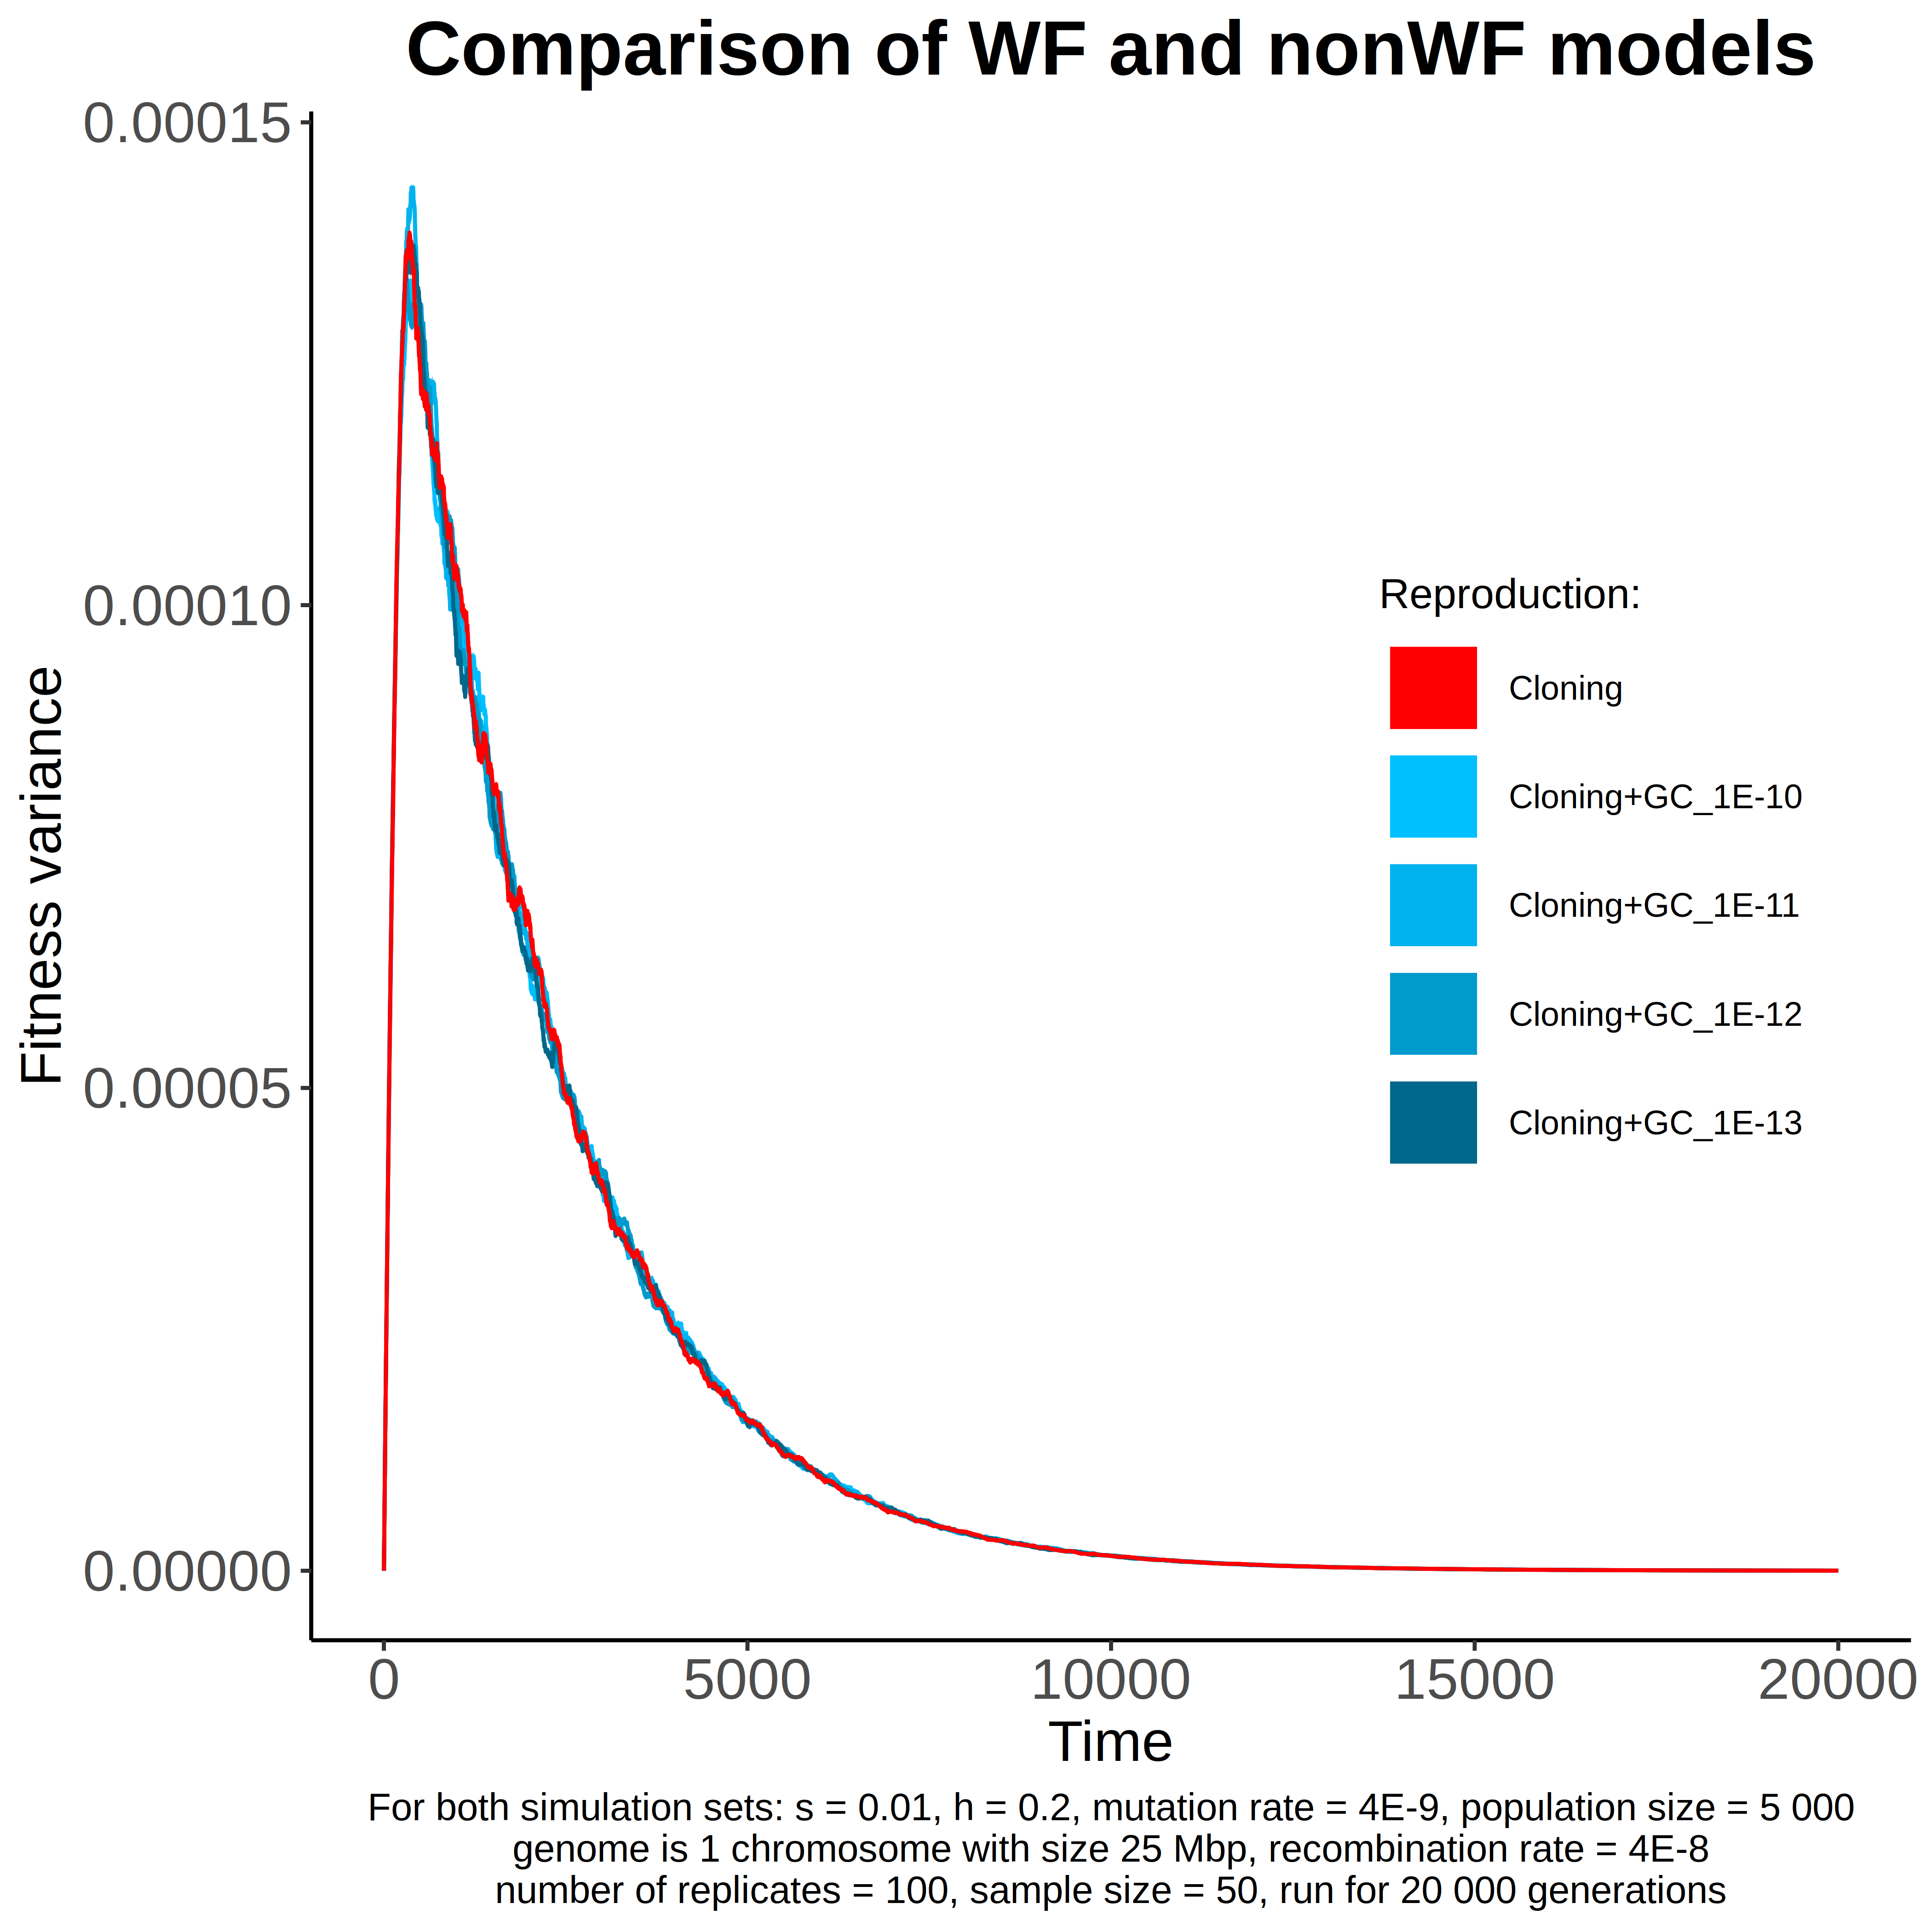 Comparison of WF and nonWF models
0.00015
0.00010
0.00005
0.00000
Fitness variance
Reproduction:
Cloning
Cloning+GC_1E-10
Cloning+GC_1E-11
Cloning+GC_1E-12
Cloning+GC_1E-13
0 5000 10000 15000 20000
Time
For both simulation sets: s = 0.01, h = 0.2, mutation rate = 4E-9, population size = 5 000
genome is 1 chromosome with size 25 Mbp, recombination rate = 4E-8
number of replicates = 100, sample size = 50, run for 20 000 generations